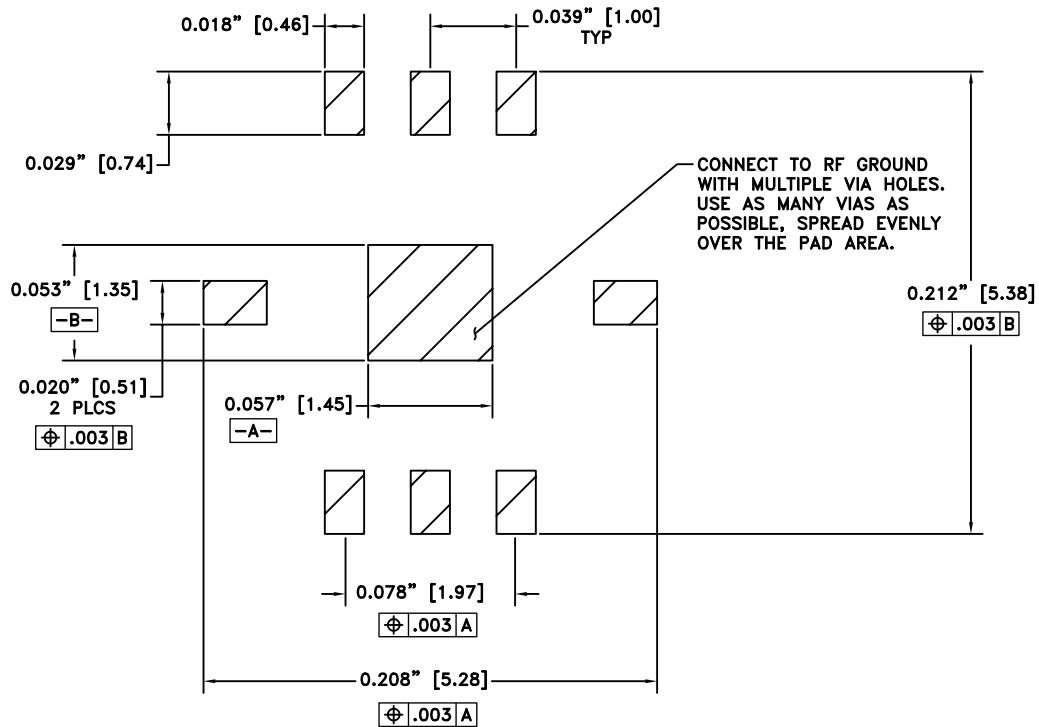 0.018” [0.46]
0.039” [1.00]
TYP
0.029” [0.74]
CONNECT TO RF GROUND
WITH MULTIPLE VIA HOLES.
USE AS MANY VIAS AS
POSSIBLE, SPREAD EVENLY
OVER THE PAD AREA.
0.053” [1.35]
-B-
0.212” [5.38]
⌖ .003 B
0.020” [0.51]
2 PLCS
⌖ .003 B
0.057” [1.45]
-A-
0.078” [1.97]
⌖ .003 A
0.208” [5.28]
⌖ .003 A